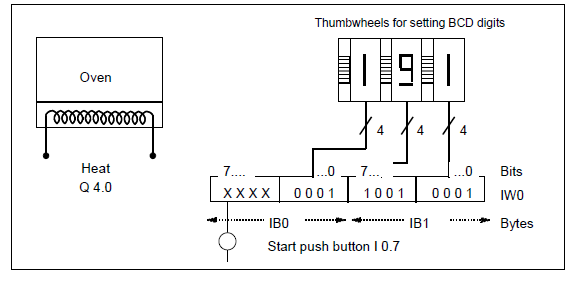 Thumbwheels for setting BCD digits
1 9 1
Oven
4 4 4
Heat
Q 4.0
7.... ...0 7... ...0 Bits
X X X X 0 0 0 1 1 0 0 1 0 0 0 1 IW0
IB0 IB1 Bytes
Start push button I 0.7